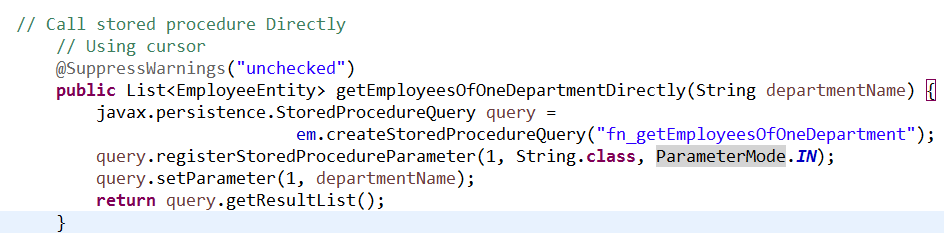 // Call stored procedure Directly
// Using cursor
@SuppressWarnings("unchecked")
public List<EmployeeEntity> getEmployeesOfOneDepartmentDirectly(String departmentName) {
javax.persistence.StoredProcedureQuery query =
em.createStoredProcedureQuery("fn_getEmployeesOfOneDepartment");
query.registerStoredProcedureParameter(1, String.class, ParameterMode.IN);
query.setParameter(1, departmentName);
return query.getResultList();
}